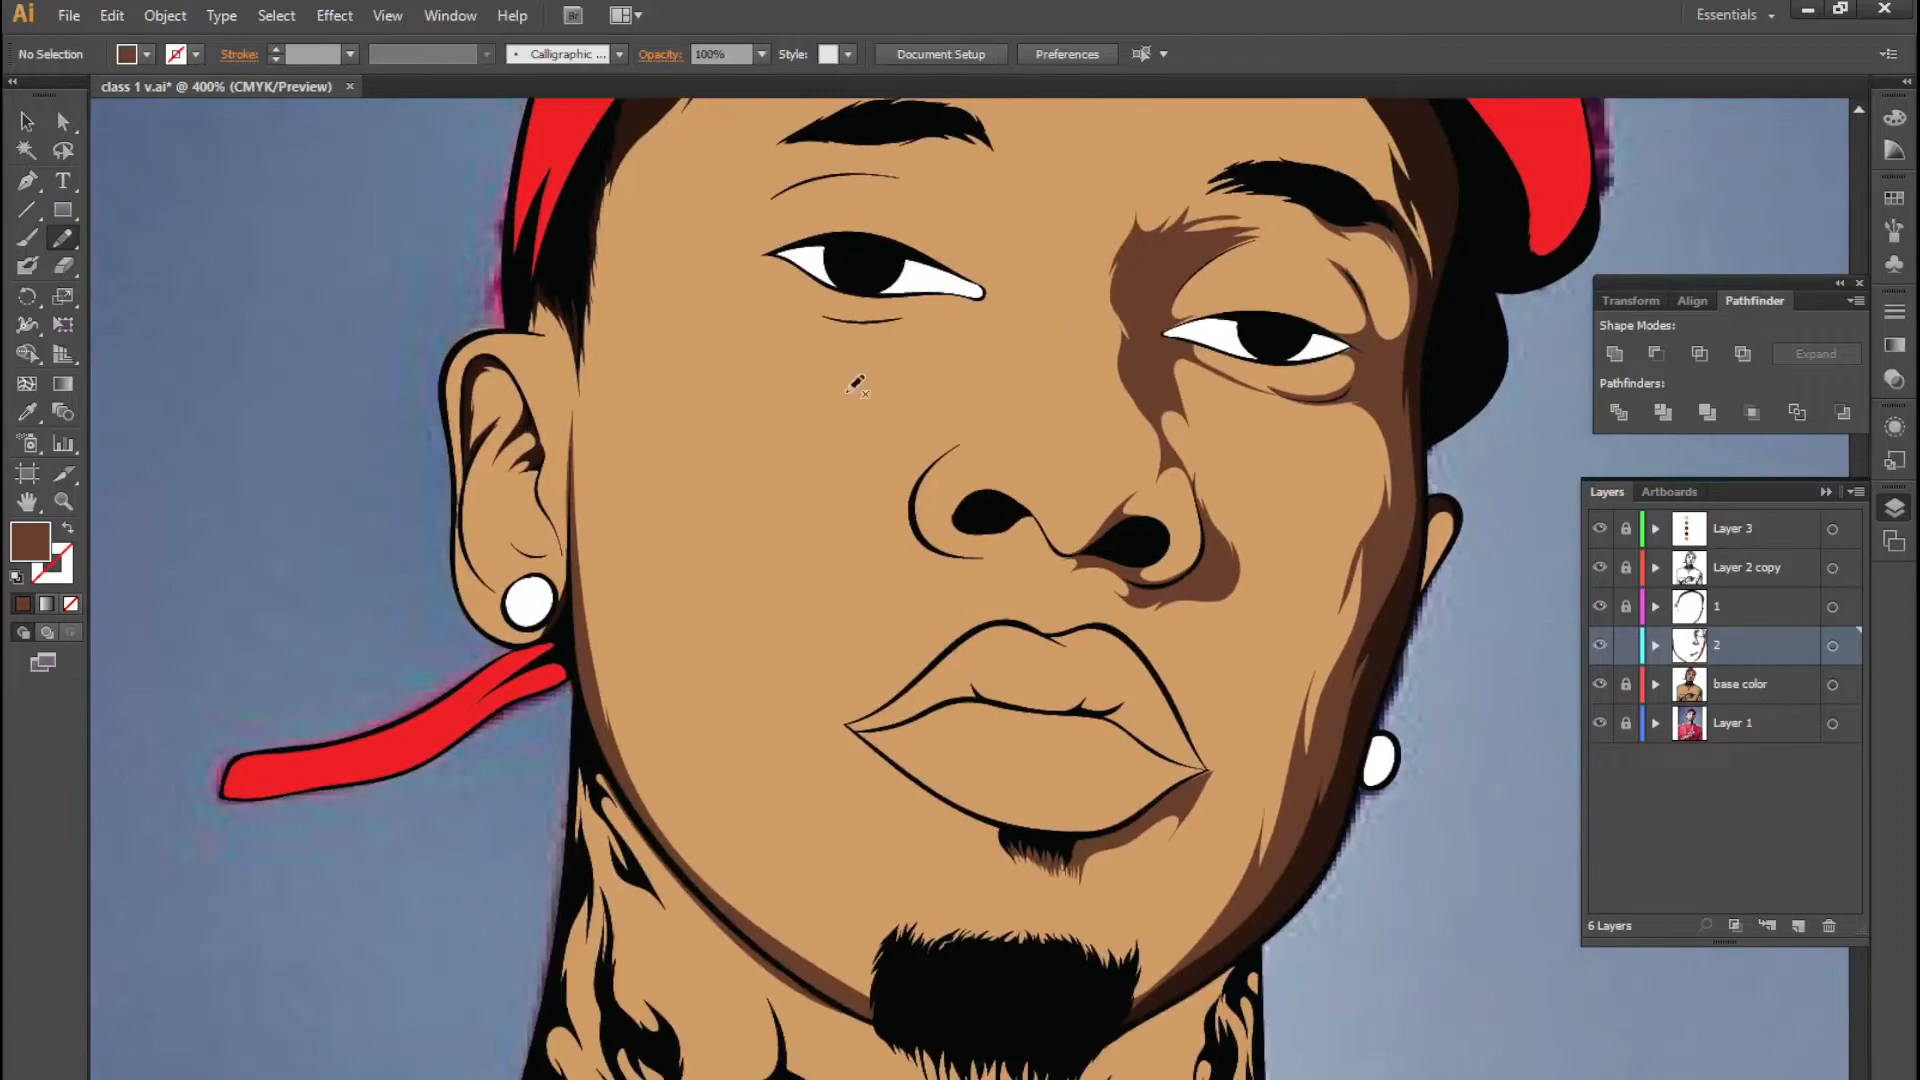 Ai File Edit Object Type Select Effect View Window Help Br Essentials
No Selection Stroke: Calligraphic ... Opacity: 100% Style: Document Setup Preferences
class 1 v.ai* @ 400% (CMYK/Preview)
T
Transform Align Pathfinder
Shape Modes:
Expand
Pathfinders:
Layers Artboards
Layer 3
Layer 2 copy
1
2
base color
Layer 1
6 Layers